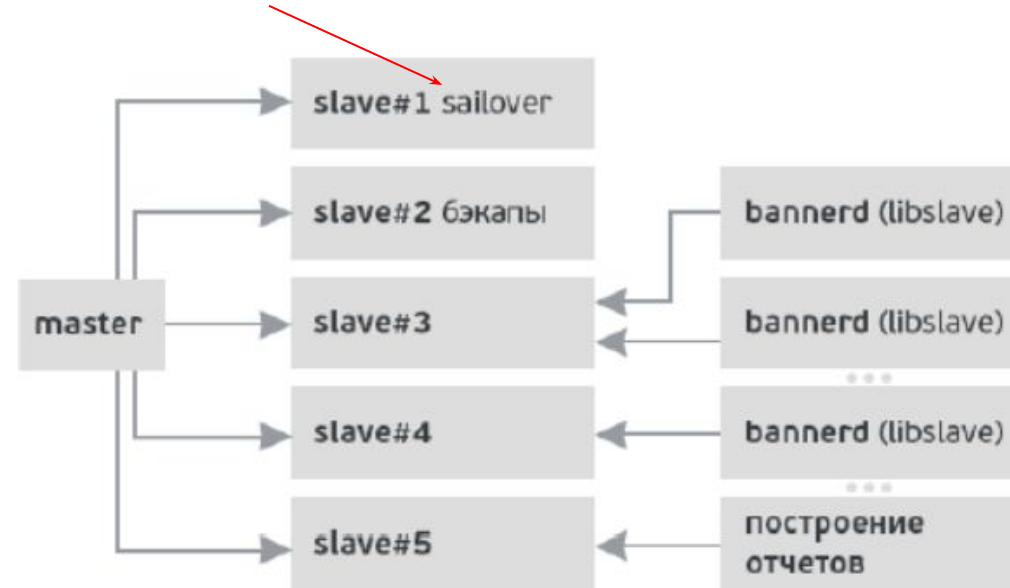 slave#1 sailover
slave#2 бэкапы
bannerd (libslave)
master
slave#3
bannerd (libslave)
slave#4
bannerd (libslave)
slave#5
построение
отчетов